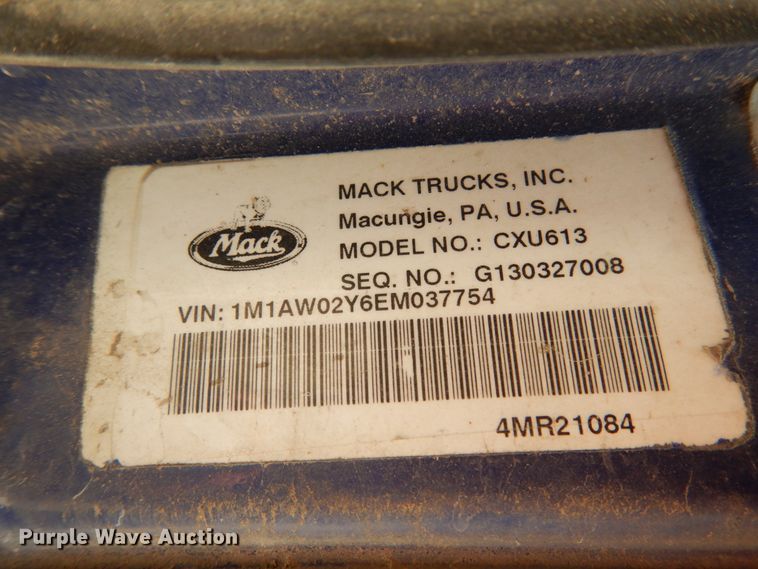 MACK TRUCKS, INC.
Macungie, PA, U.S.A.
MODEL NO.: CXU613
SEQ. NO.: G130327008
Mack
VIN: 1M1AW02Y6EM037754
4MR21084
Purple Wave Auction